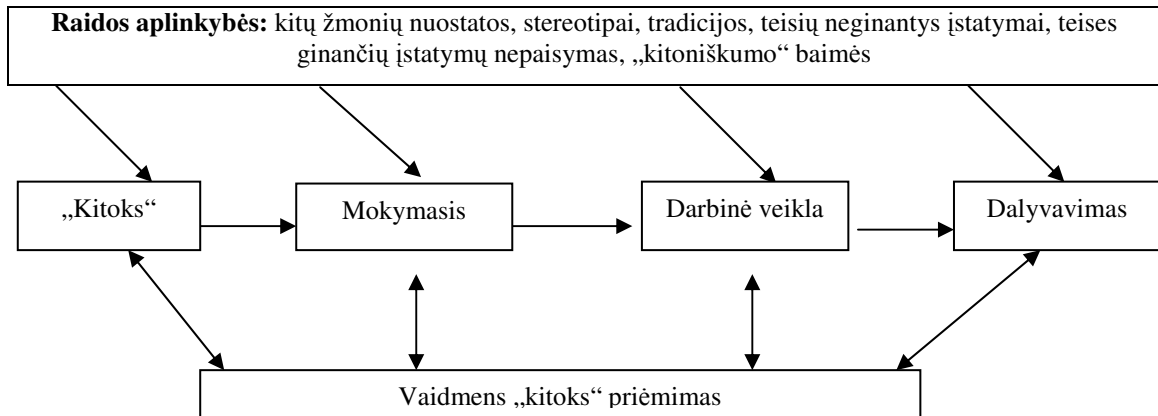 Raidos aplinkybės: kitų žmonių nuostatos, stereotipai, tradicijos, teisių neginantys įstatymai, teises
ginančių įstatymų nepaisymas, „kitoniškumo“ baimės
„Kitoks“
Mokymasis
Darbinė veikla
Dalyvavimas
Vaidmens „kitoks“ priėmimas